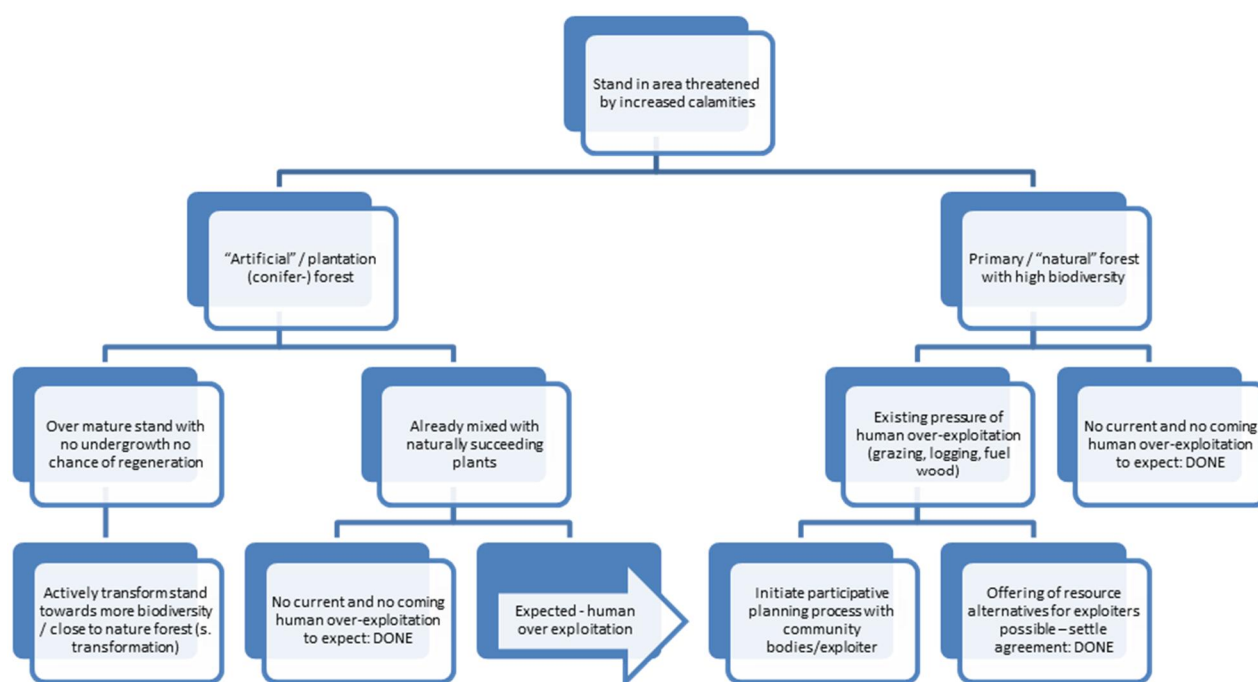 Stand in area threatened
by increased calamities
“Artificial” / plantation
(conifer-) forest
Primary / “natural” forest
with high biodiversity
Over mature stand with
no undergrowth no
chance of regeneration
Already mixed with
naturally succeeding
plants
Existing pressure of
human over-exploitation
(grazing, logging, fuel
wood)
No current and no coming
human over-exploitation
to expect: DONE
Actively transform stand
towards more biodiversity
/ close to nature forest (s.
transformation)
No current and no coming
human over-exploitation
to expect: DONE
Expected - human
over exploitation
Initiate participative
planning process with
community
bodies/exploiter
Offering of resource
alternatives for exploiters
possible – settle
agreement: DONE